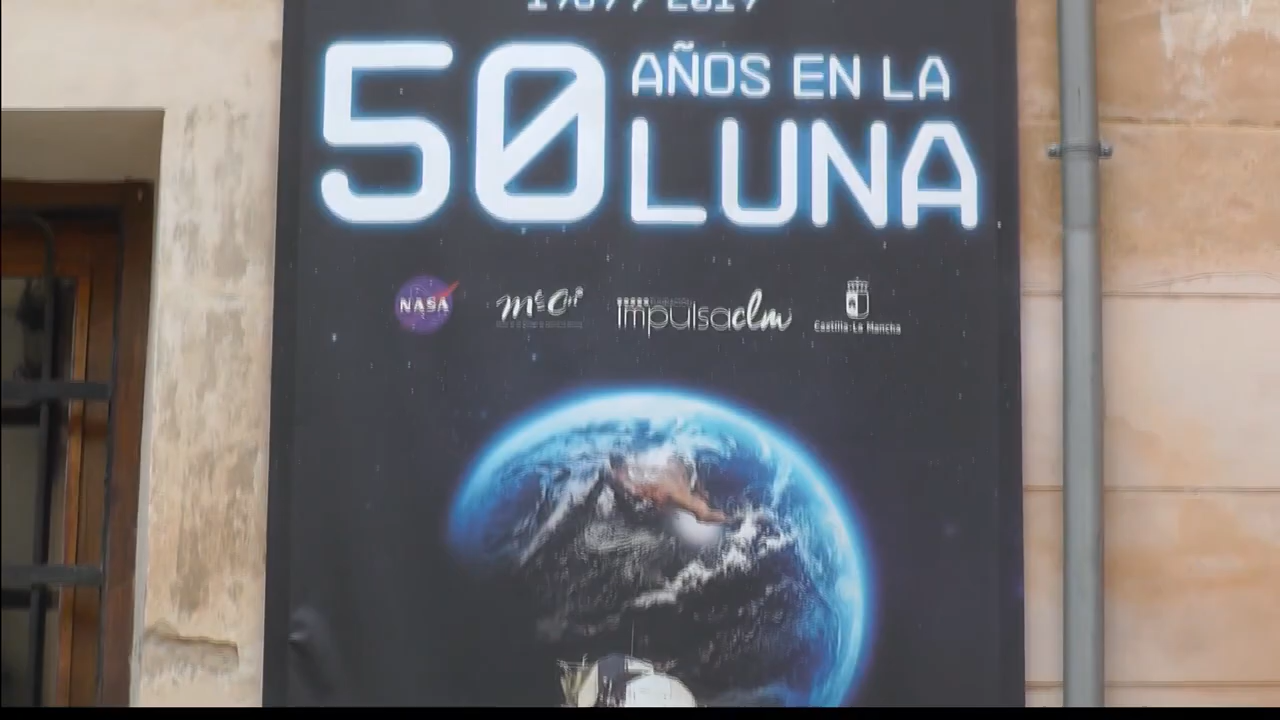 50 AÑOS EN LA
LUNA
NASA
impulsaclm
Castilla-La Mancha